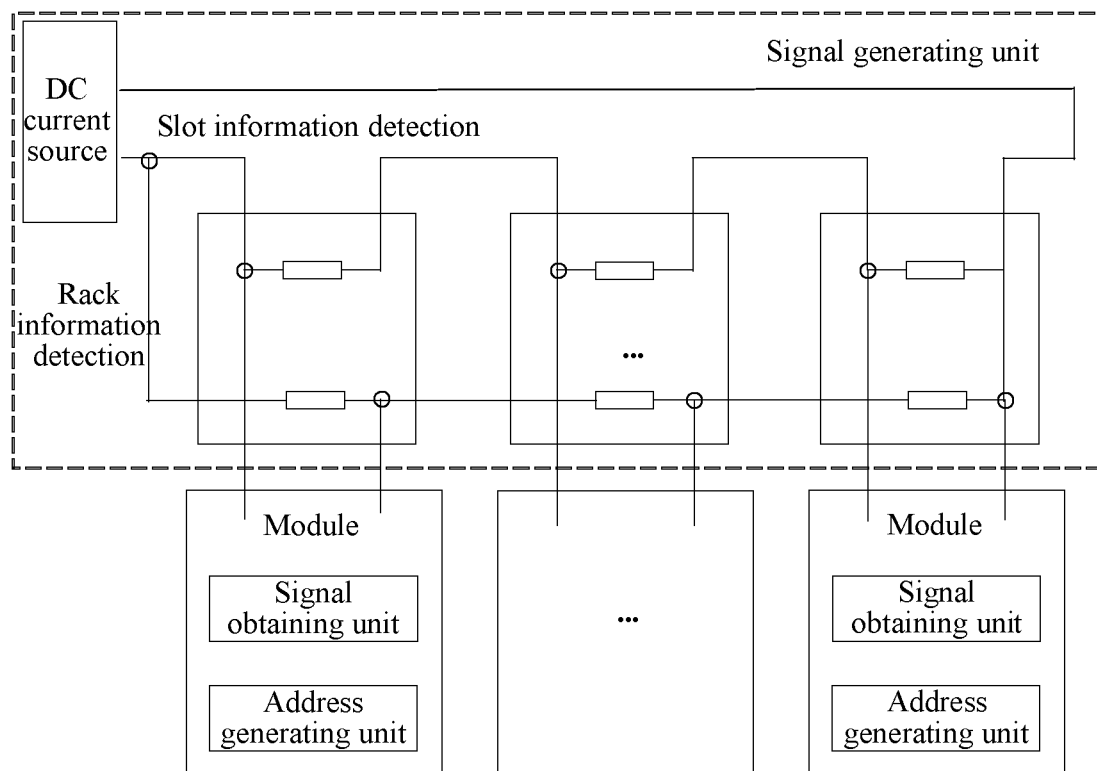 Signal generating unit
DC
current
source
Slot information detection
Rack
information
detection
...
Module
Signal
obtaining unit
Address
generating unit
...
Module
Signal
obtaining unit
Address
generating unit